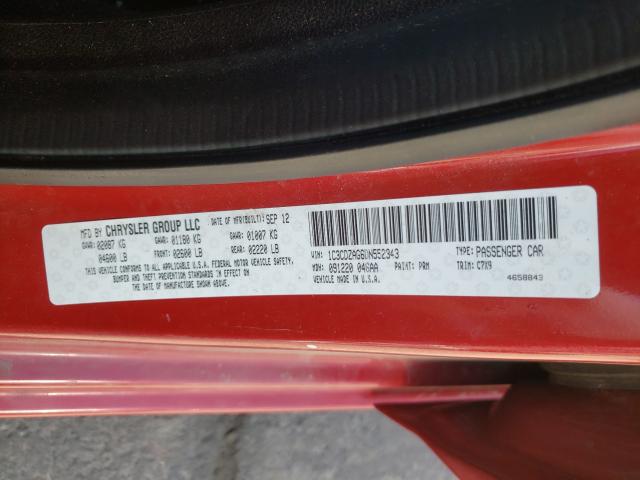 MFD BY CHRYSLER GROUP LLC DATE OF MFR(BUILT): SEP 12
GVWR: 02087 KG GAWR: 01180 KG GAWR: 01007 KG
04600 LB FRONT: 02600 LB REAR: 02220 LB
THIS VEHICLE CONFORMS TO ALL APPLICABLE U.S.A. FEDERAL MOTOR VEHICLE SAFETY,
BUMPER AND THEFT PREVENTION STANDARDS IN EFFECT ON
THE DATE OF MANUFACTURE SHOWN ABOVE.
VIN: 1C3CDZAG6DN552343 TYPE: PASSENGER CAR
MDH: 091220 04SAA PAINT: PRM TRIM: C7X9
VEHICLE MADE IN U.S.A. 4658843